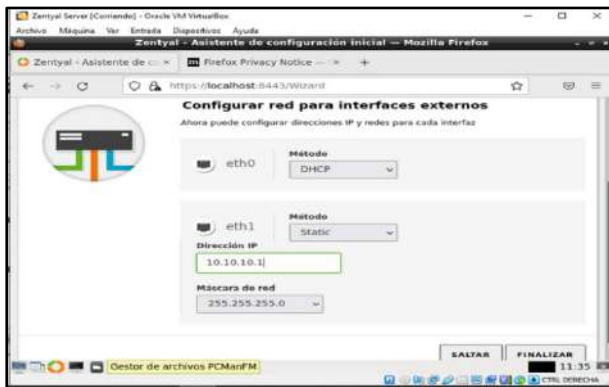 Zentyal Server [Corriendo] - Oracle VM VirtualBox
Archivo Máquina Ver Entrada Dispositivos Ayuda
Zentyal - Asistente de configuración inicial — Mozilla Firefox
Zentyal - Asistente de co
Firefox Privacy Notice —
https://localhost:8443/Wizard
Configurar red para interfaces externos
Ahora puede configurar direcciones IP y redes para cada interfaz
eth0
Método
DHCP
eth1
Método
Static
Dirección IP
10.10.10.1
Máscara de red
255.255.255.0
SALTAR
FINALIZAR
Gestor de archivos PCManFM
11:35
CTRL DERECHA